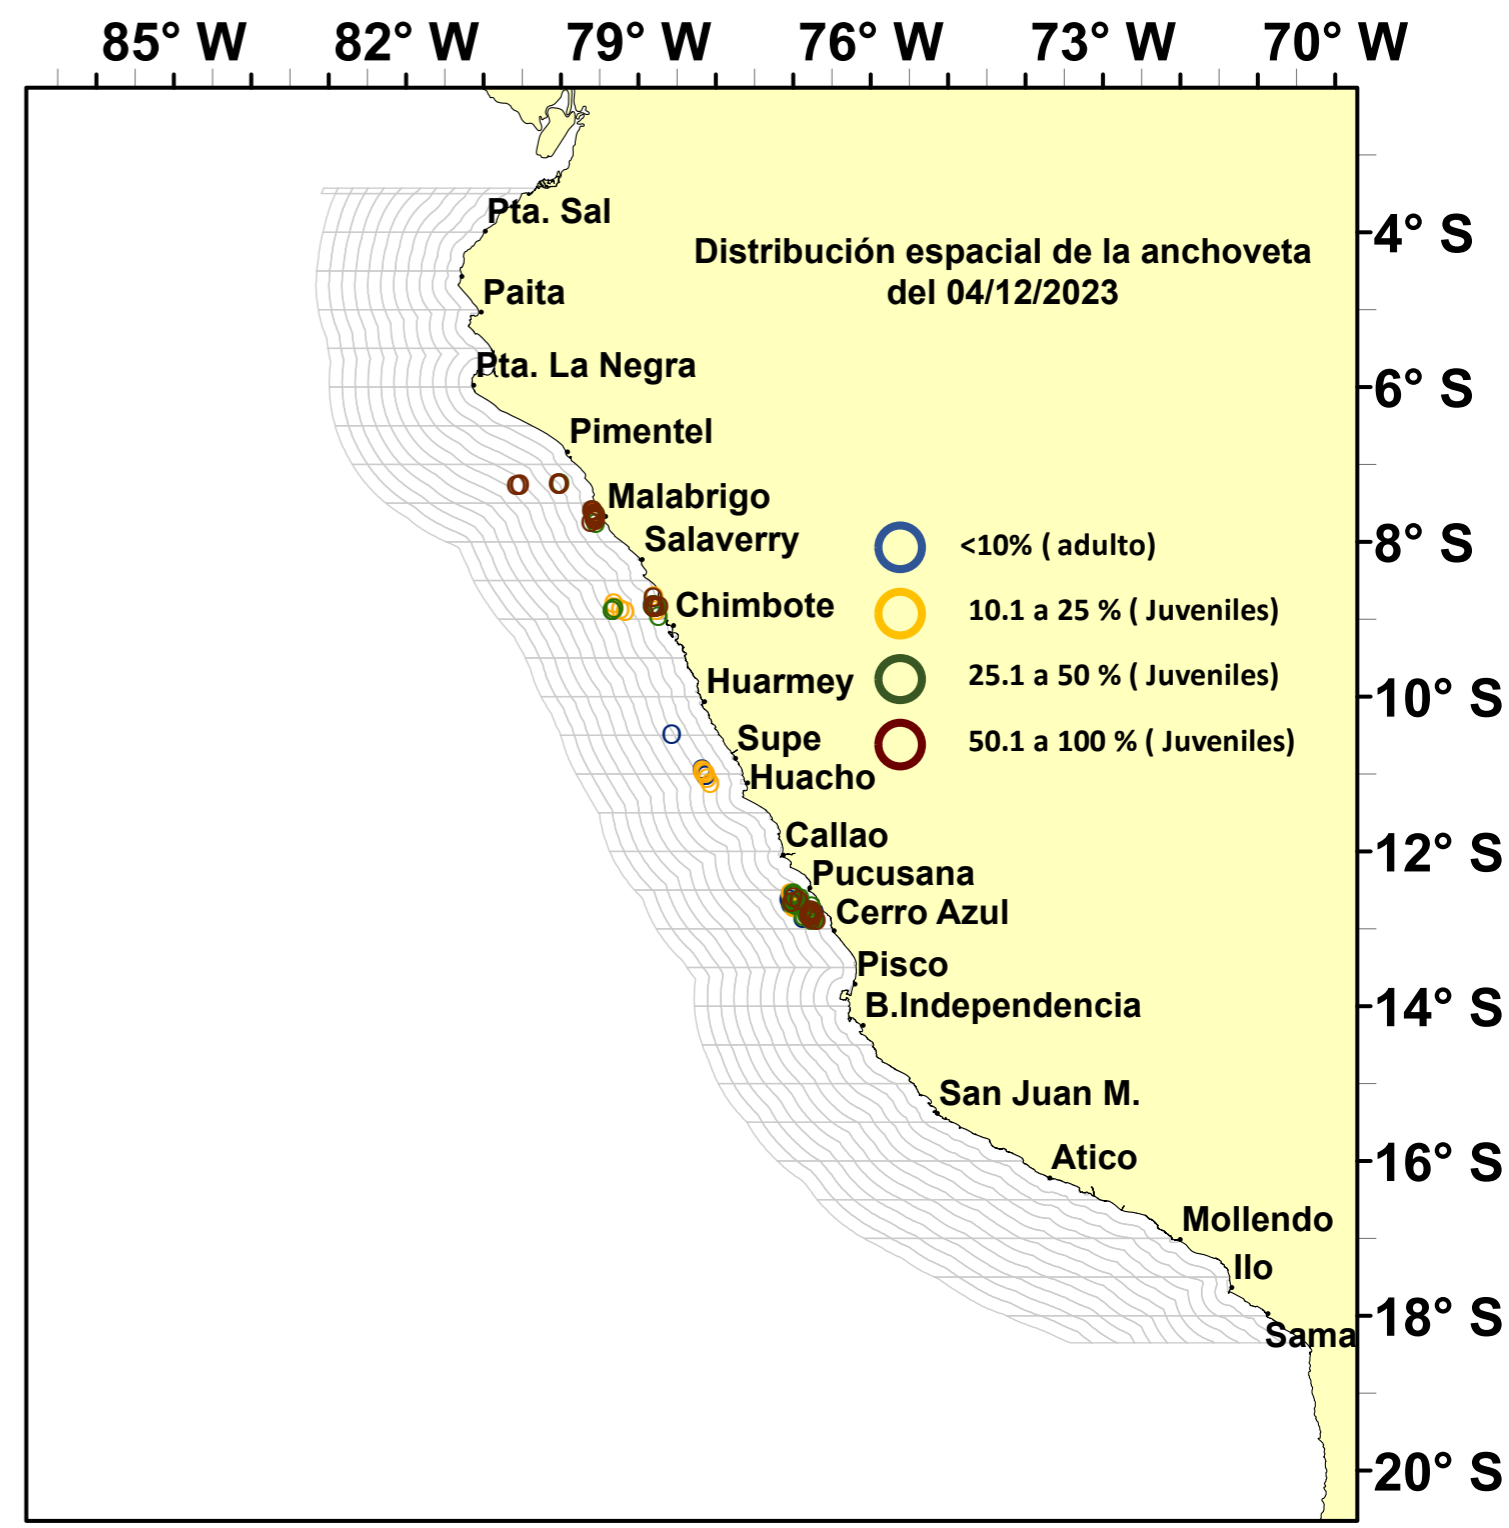 85° W 82° W 79° W 76° W 73° W 70° W
Pta. Sal
4° S
Distribución espacial de la anchoveta
del 04/12/2023
Paita
Pta. La Negra
6° S
Pimentel
Malabrigo
Salaverry
8° S
<10% ( adulto)
Chimbote
10.1 a 25 % ( Juveniles)
Huarmey
25.1 a 50 % ( Juveniles)
10° S
Supe
50.1 a 100 % ( Juveniles)
Huacho
Callao
12° S
Pucusana
Cerro Azul
Pisco
B.Independencia
14° S
San Juan M.
Atico
16° S
Mollendo
Ilo
18° S
Sama
20° S